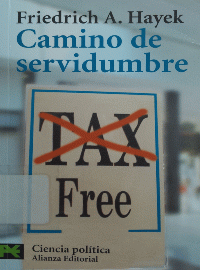 Friedrich A. Hayek
Camino de
servidumbre
TAX
Free
Ciencia política
Alianza Editorial